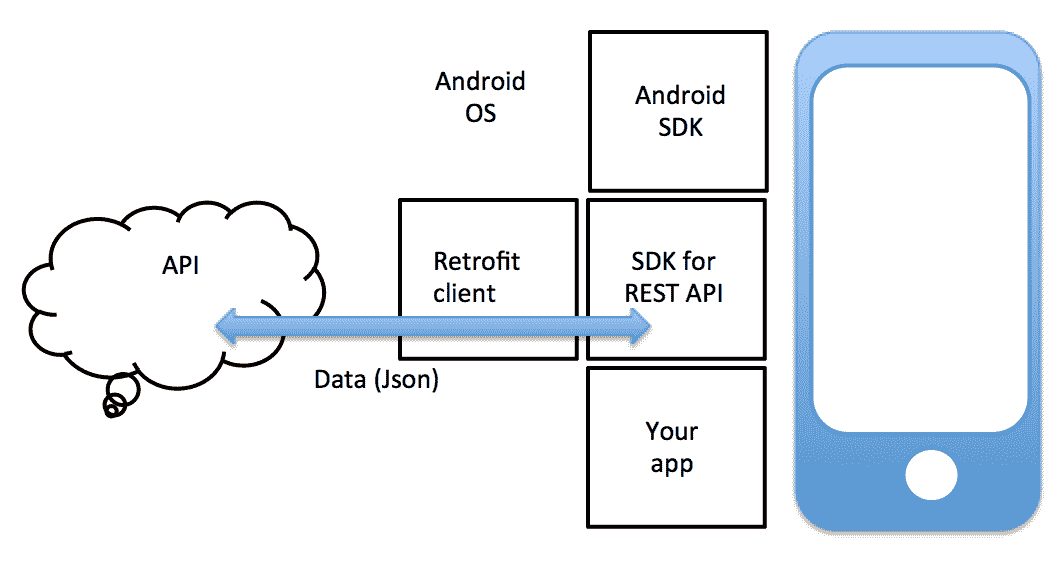 Android
OS
Android
SDK
API
Retrofit
client
SDK for
REST API
Data (Json)
Your
app